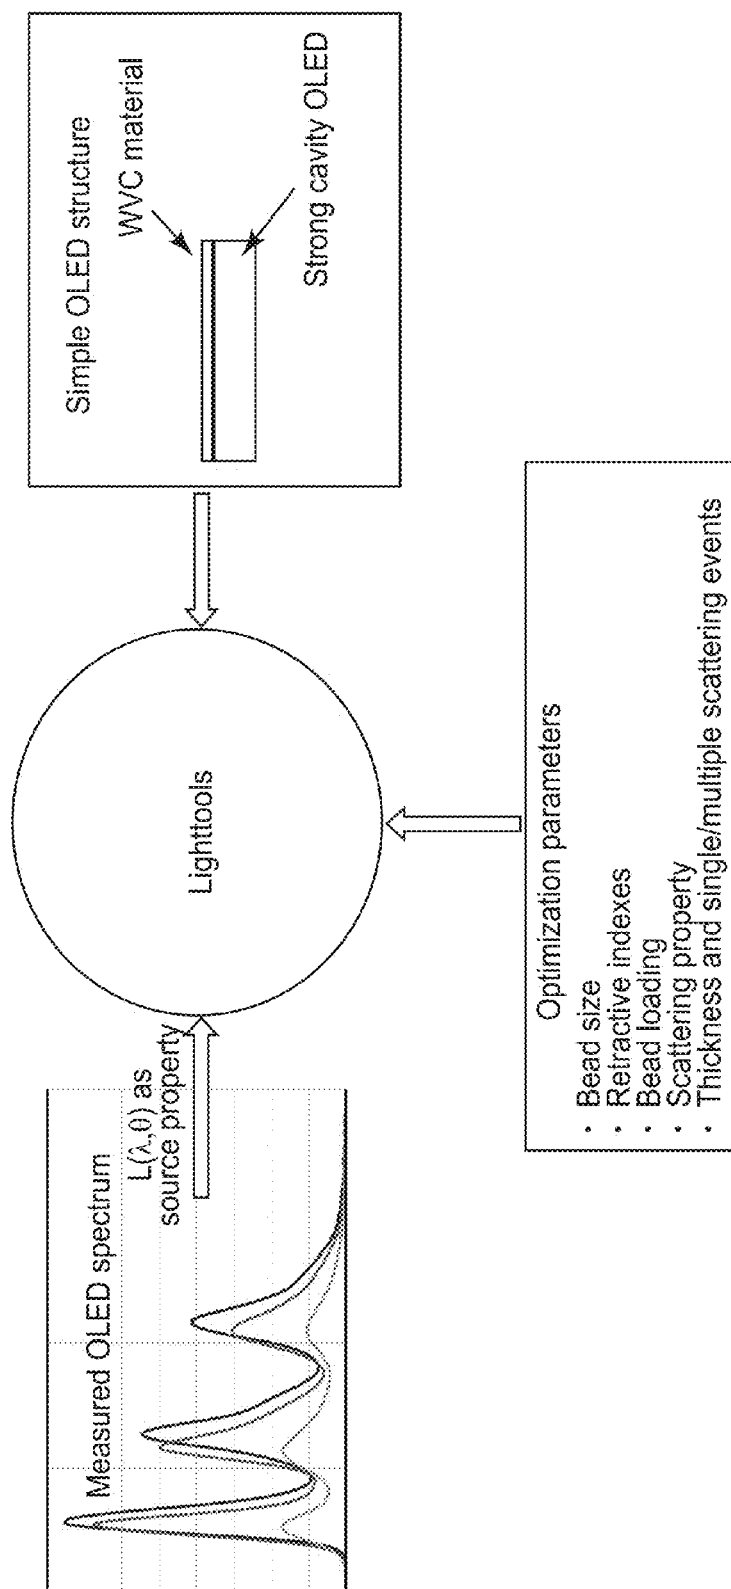 Measured OLED spectrum
L(λ,θ) as
source property
Lighttools
Simple OLED structure
WVC material
Strong cavity OLED
Optimization parameters
· Bead size
· Retractive indexes
· Bead loading
· Scattering property
· Thickness and single/multiple scattering events